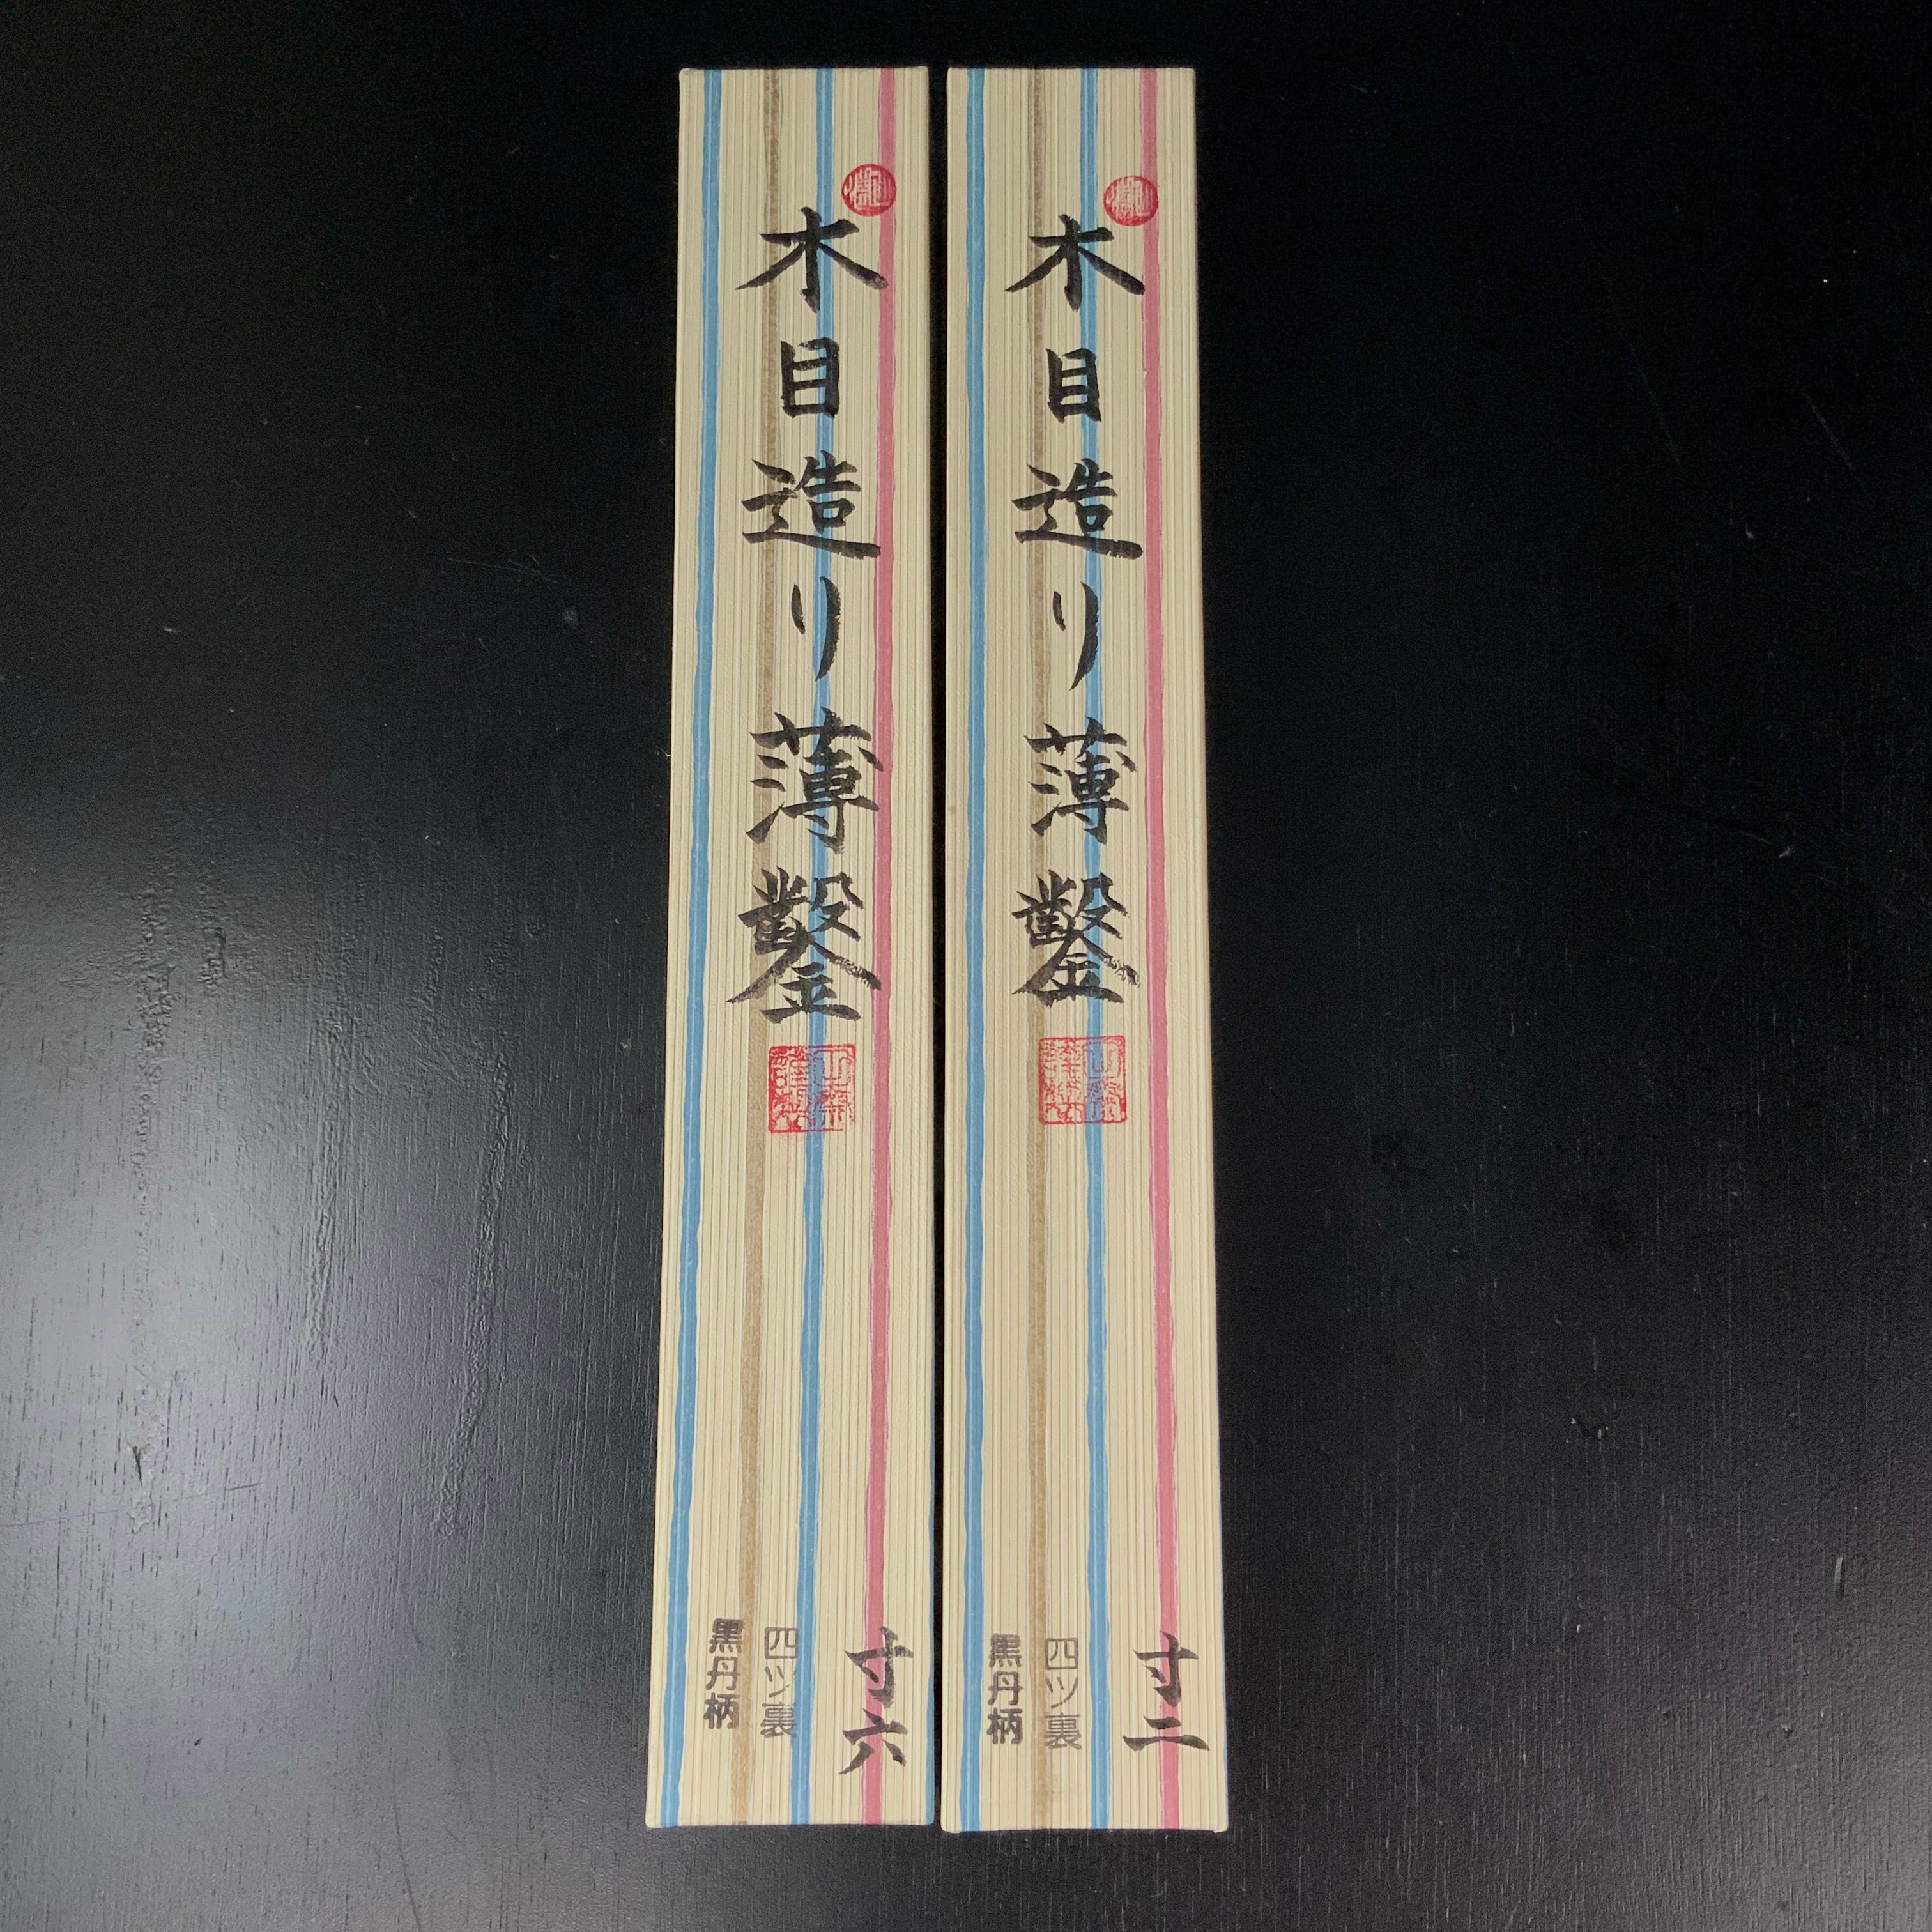 木目造り薄鑿
寸六
四ツ裏
黒丹柄
木目造り薄鑿
寸二
四ツ裏
黒丹柄